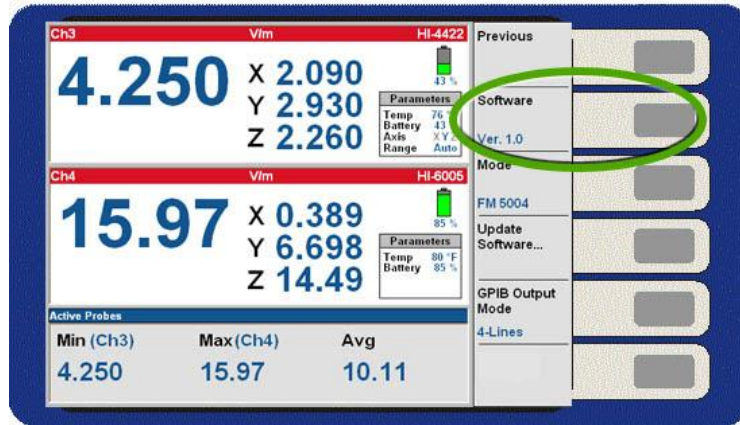 Ch3 V/m HI-4422
4.250
X 2.090
Y 2.930
Z 2.260
43 %
Parameters
Temp 76
Battery 43
Axis X Y Z
Range Auto
Ch4 V/m HI-6005
15.97
X 0.389
Y 6.698
Z 14.49
85 %
Parameters
Temp 80 °F
Battery 85 %
Active Probes
Min (Ch3) Max(Ch4) Avg
4.250 15.97 10.11
Previous
Software
Ver. 1.0
Mode
FM 5004
Update
Software...
GPIB Output
Mode
4-Lines